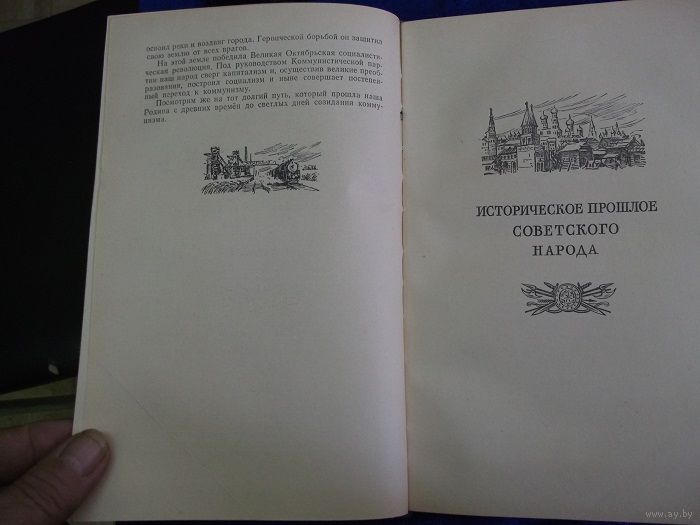 освоил реки и воздвиг города. Героической борьбой он защитил
свою землю от всех врагов.
На этой земле победила Великая Октябрьская социалисти-
ческая революция. Под руководством Коммунистической пар-
тии наш народ сверг капитализм и, осуществив великие преоб-
разования, построил социализм и ныне совершает постепен-
ный переход к коммунизму.
Посмотрим же на тот долгий путь, который прошла наша
Родина с древних времён до светлых дней созидания комму-
низма.
ИСТОРИЧЕСКОЕ ПРОШЛОЕ
СОВЕТСКОГО
НАРОДА
www.ay.by